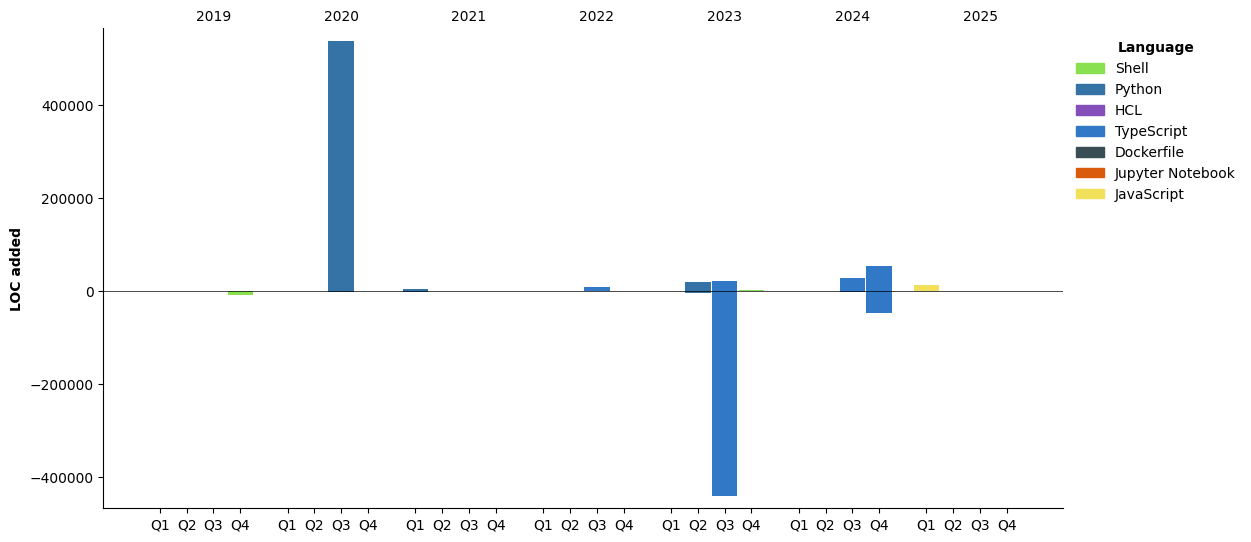 2019 2020 2021 2022 2023 2024 2025
Language
Shell
Python
HCL
TypeScript
Dockerfile
Jupyter Notebook
JavaScript
LOC added
400000
200000
0
−200000
−400000
Q1 Q2 Q3 Q4 Q1 Q2 Q3 Q4 Q1 Q2 Q3 Q4 Q1 Q2 Q3 Q4 Q1 Q2 Q3 Q4 Q1 Q2 Q3 Q4 Q1 Q2 Q3 Q4